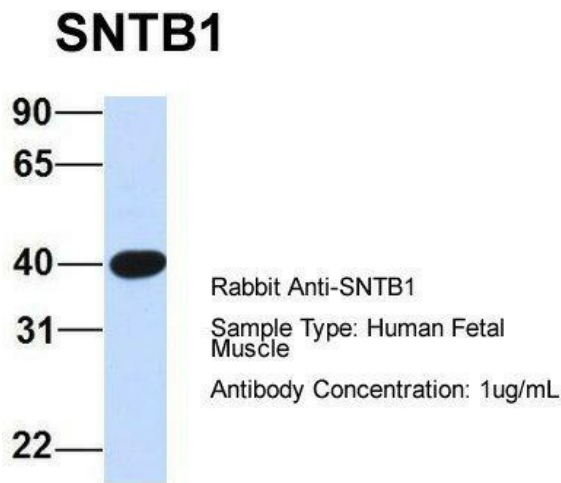 SNTB1
90
65
40
31
22
Rabbit Anti-SNTB1
Sample Type: Human Fetal
Muscle
Antibody Concentration: 1ug/mL